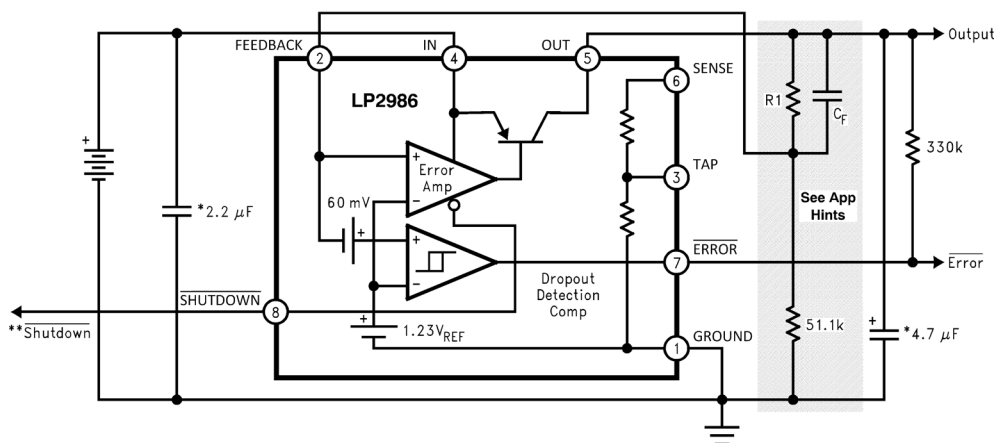 FEEDBACK
IN
OUT
Output
2
4
5
SENSE
6
LP2986
R1
C_F
330k
+
+
Error
Amp
TAP
3
60 mV
−
See App
Hints
*2.2 μF
+
+
ERROR
7
Error
−
Dropout
Detection
Comp
SHUTDOWN
8
**Shutdown
51.1k
+
*4.7 μF
+
1.23V_REF
GROUND
1